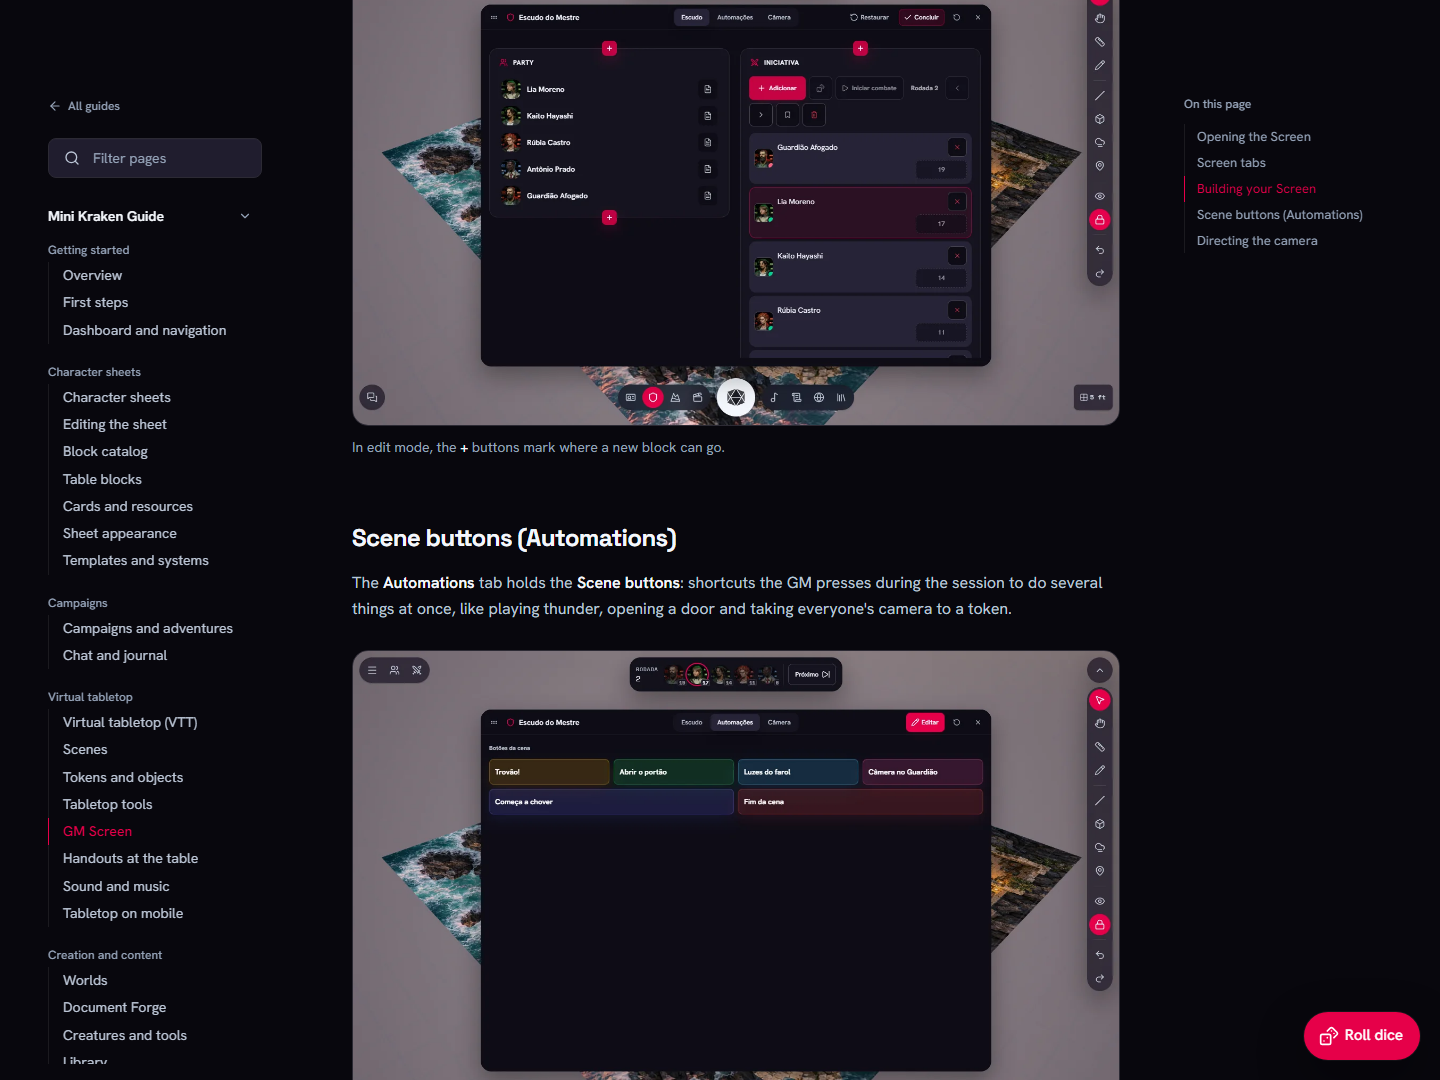 ← All guides
Filter pages
Mini Kraken Guide
Getting started
Overview
First steps
Dashboard and navigation
Character sheets
Character sheets
Editing the sheet
Block catalog
Table blocks
Cards and resources
Sheet appearance
Templates and systems
Campaigns
Campaigns and adventures
Chat and journal
Virtual tabletop
Virtual tabletop (VTT)
Scenes
Tokens and objects
Tabletop tools
GM Screen
Handouts at the table
Sound and music
Tabletop on mobile
Creation and content
Worlds
Document Forge
Creatures and tools
Library
Escudo do Mestre
Escudo Automações Câmera
Restaurar
Concluir
PARTY
Lia Moreno
Kaito Hayashi
Rúbia Castro
Antônio Prado
Guardião Afogado
INICIATIVA
+ Adicionar
Iniciar combate
Rodada 2
Guardião Afogado
19
Lia Moreno
17
Kaito Hayashi
14
Rúbia Castro
11
5 ft
In edit mode, the + buttons mark where a new block can go.
Scene buttons (Automations)
The Automations tab holds the Scene buttons: shortcuts the GM presses during the session to do several
things at once, like playing thunder, opening a door and taking everyone's camera to a token.
RODADA
2
19 17 14 11
Próximo
Escudo do Mestre
Escudo Automações Câmera
Editar
Botões da cena
Trovão!
Abrir o portão
Luzes do farol
Câmera no Guardião
Começa a chover
Fim da cena
On this page
Opening the Screen
Screen tabs
Building your Screen
Scene buttons (Automations)
Directing the camera
Roll dice